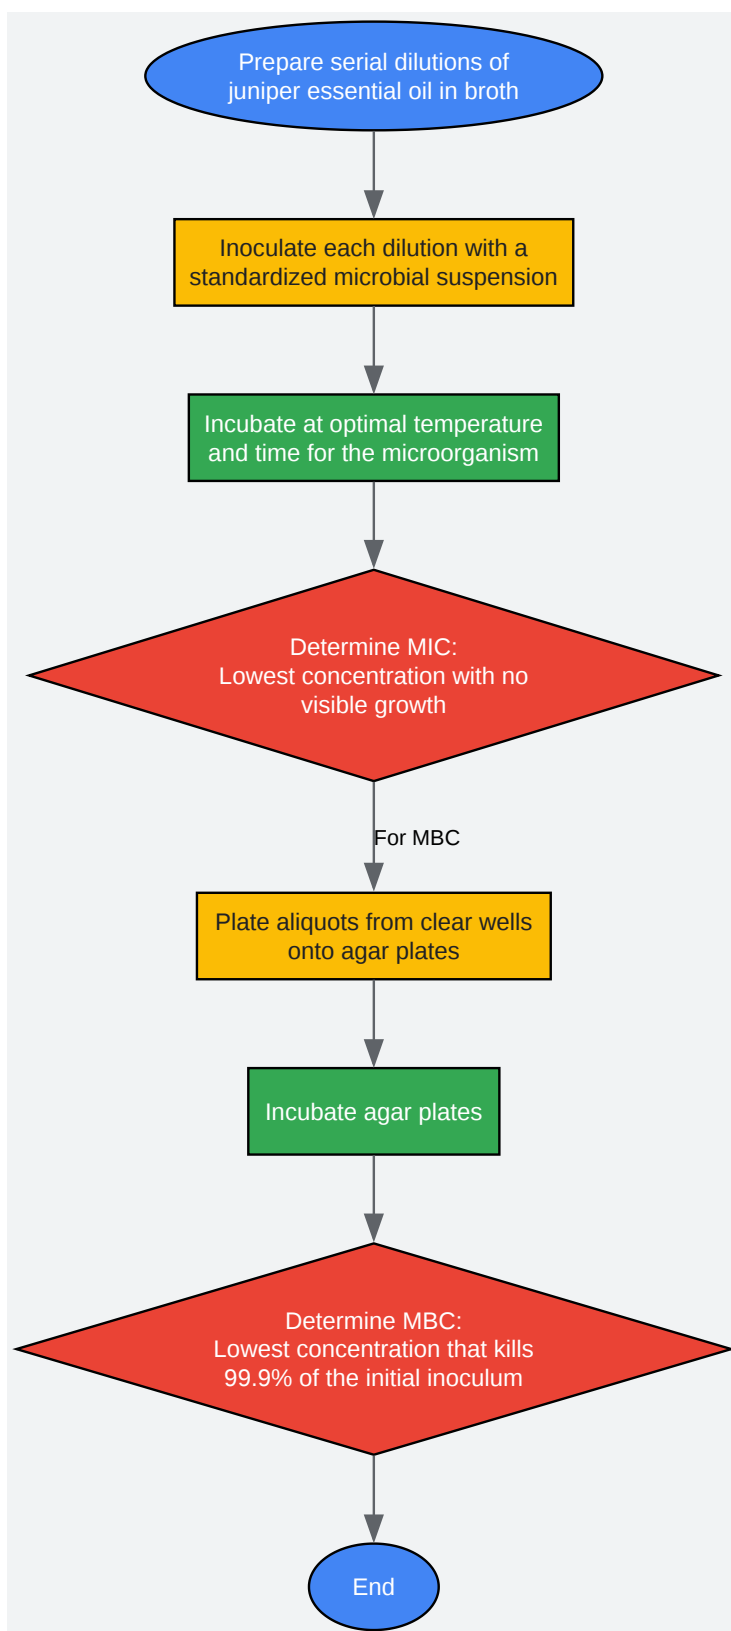 Prepare serial dilutions of
juniper essential oil in broth
Inoculate each dilution with a
standardized microbial suspension
Incubate at optimal temperature
and time for the microorganism
Determine MIC:
Lowest concentration with no
visible growth
For MBC
Plate aliquots from clear wells
onto agar plates
Incubate agar plates
Determine MBC:
Lowest concentration that kills
99.9% of the initial inoculum
End